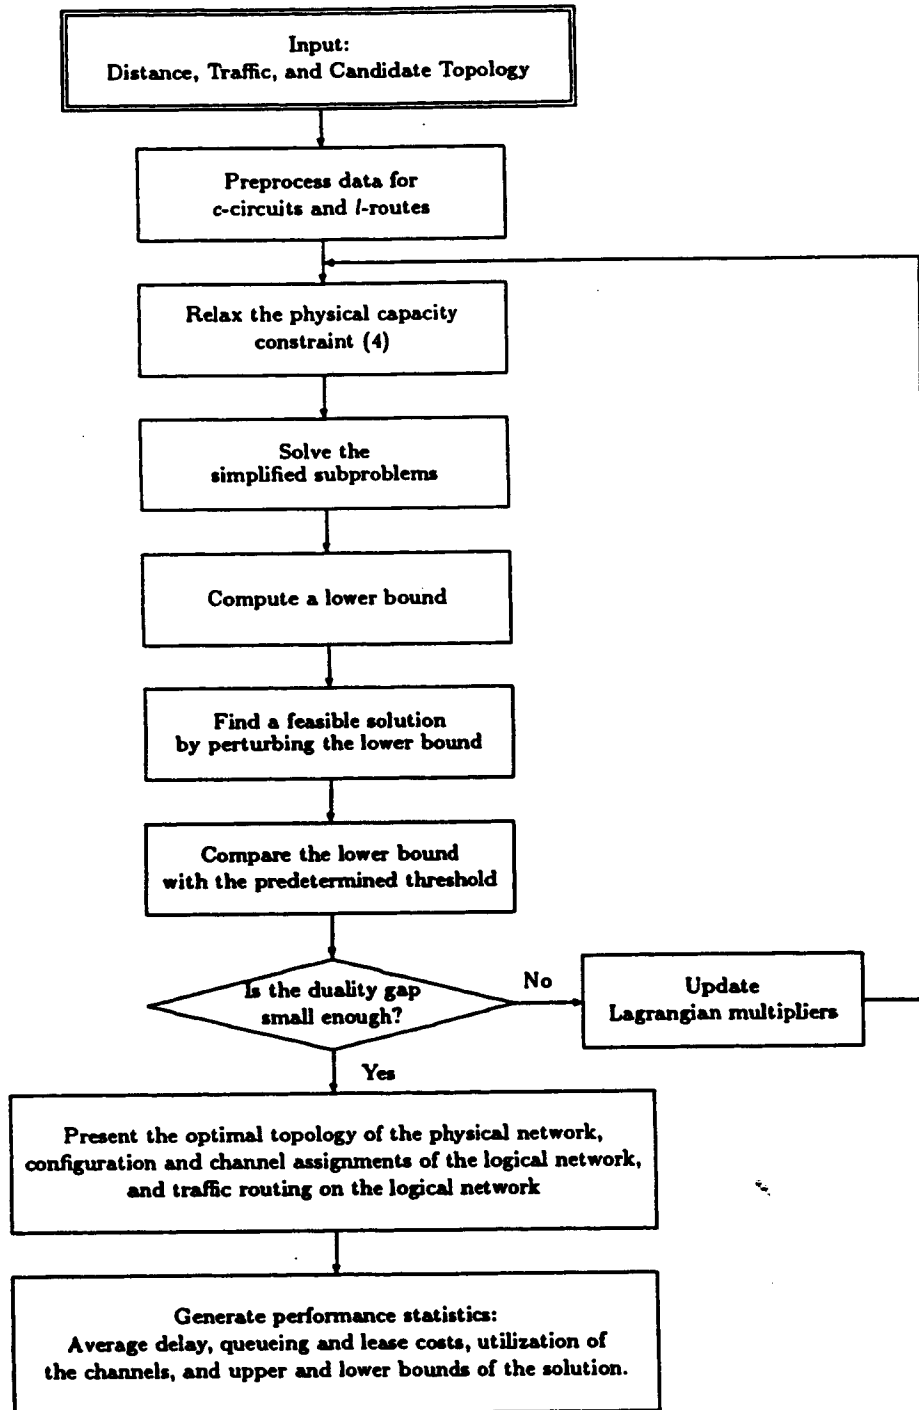 Input:
Distance, Traffic, and Candidate Topology
Preprocess data for
c-circuits and l-routes
Relax the physical capacity
constraint (4)
Solve the
simplified subproblems
Compute a lower bound
Find a feasible solution
by perturbing the lower bound
Compare the lower bound
with the predetermined threshold
Is the duality gap
small enough?
No
Update
Lagrangian multipliers
Yes
Present the optimal topology of the physical network,
configuration and channel assignments of the logical network,
and traffic routing on the logical network
Generate performance statistics:
Average delay, queueing and lease costs, utilization of
the channels, and upper and lower bounds of the solution.